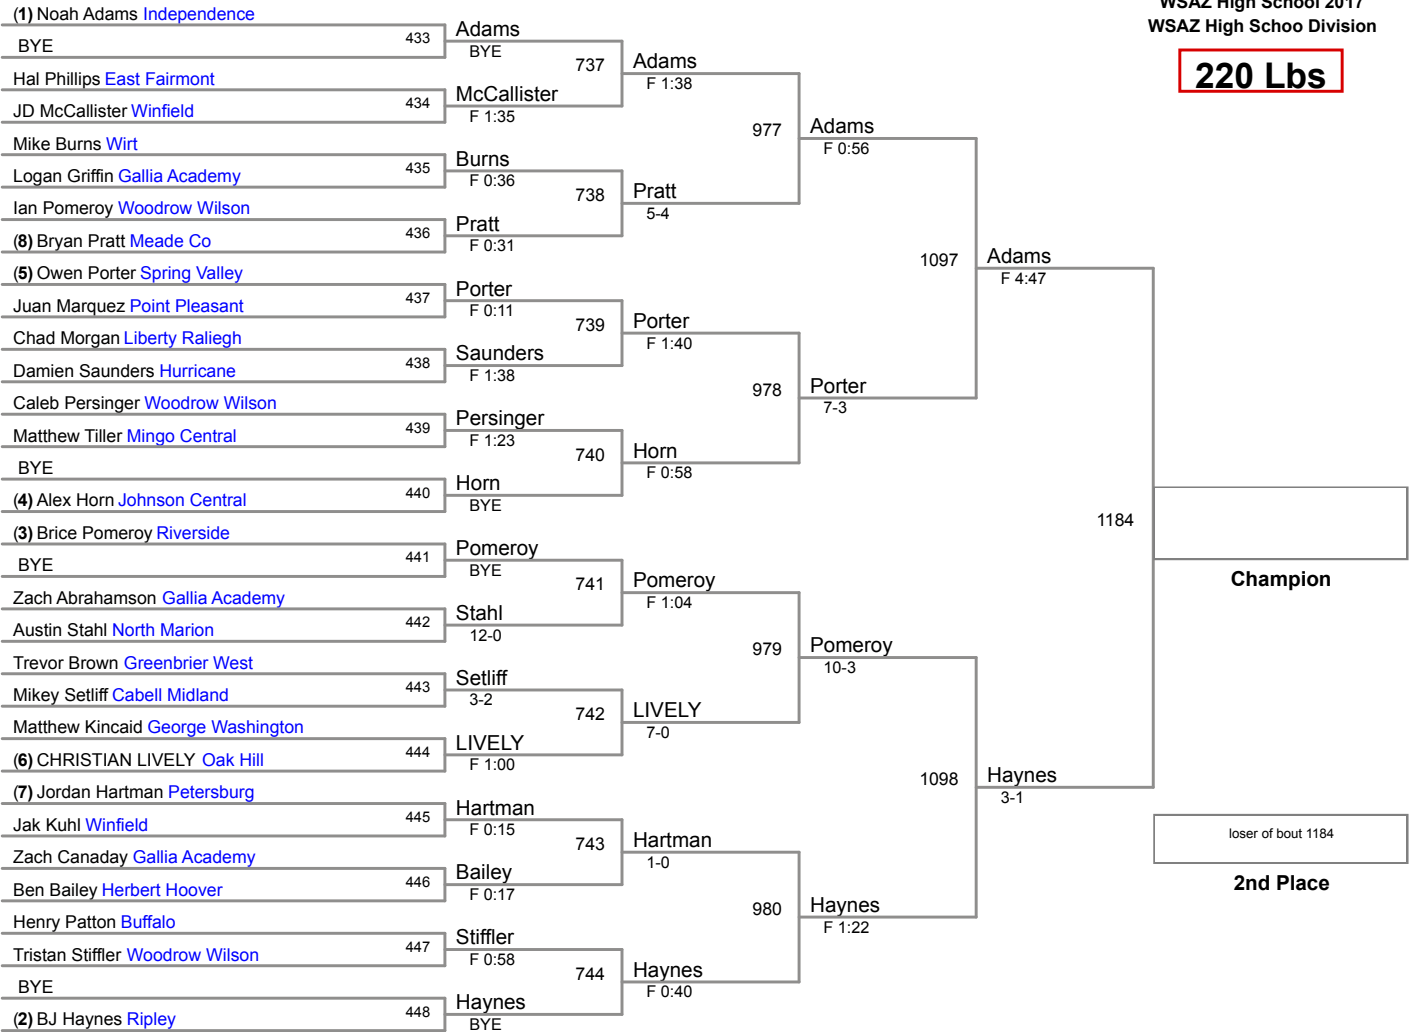 WSAZ High School 2017
WSAZ High Schoo Division
220 Lbs
(1) Noah Adams Independence
BYE
Hal Phillips East Fairmont
JD McCallister Winfield
Mike Burns Wirt
Logan Griffin Gallia Academy
Ian Pomeroy Woodrow Wilson
(8) Bryan Pratt Meade Co
(5) Owen Porter Spring Valley
Juan Marquez Point Pleasant
Chad Morgan Liberty Raliegh
Damien Saunders Hurricane
Caleb Persinger Woodrow Wilson
Matthew Tiller Mingo Central
BYE
(4) Alex Horn Johnson Central
(3) Brice Pomeroy Riverside
BYE
Zach Abrahamson Gallia Academy
Austin Stahl North Marion
Trevor Brown Greenbrier West
Mikey Setliff Cabell Midland
Matthew Kincaid George Washington
(6) CHRISTIAN LIVELY Oak Hill
(7) Jordan Hartman Petersburg
Jak Kuhl Winfield
Zach Canaday Gallia Academy
Ben Bailey Herbert Hoover
Henry Patton Buffalo
Tristan Stiffler Woodrow Wilson
BYE
(2) BJ Haynes Ripley
433
434
435
436
437
438
439
440
441
442
443
444
445
446
447
448
Adams
BYE
McCallister
F 1:35
Burns
F 0:36
Pratt
F 0:31
Porter
F 0:11
Saunders
F 1:38
Persinger
F 1:23
Horn
BYE
Pomeroy
BYE
Stahl
12-0
Setliff
3-2
LIVELY
F 1:00
Hartman
F 0:15
Bailey
F 0:17
Stiffler
F 0:58
Haynes
BYE
737
738
739
740
741
742
743
744
Adams
F 1:38
Pratt
5-4
Porter
F 1:40
Horn
F 0:58
Pomeroy
F 1:04
LIVELY
7-0
Hartman
1-0
Haynes
F 0:40
977
978
979
980
Adams
F 0:56
Porter
7-3
Pomeroy
10-3
Haynes
F 1:22
1097
1098
Adams
F 4:47
Haynes
3-1
1184
Champion
loser of bout 1184
2nd Place